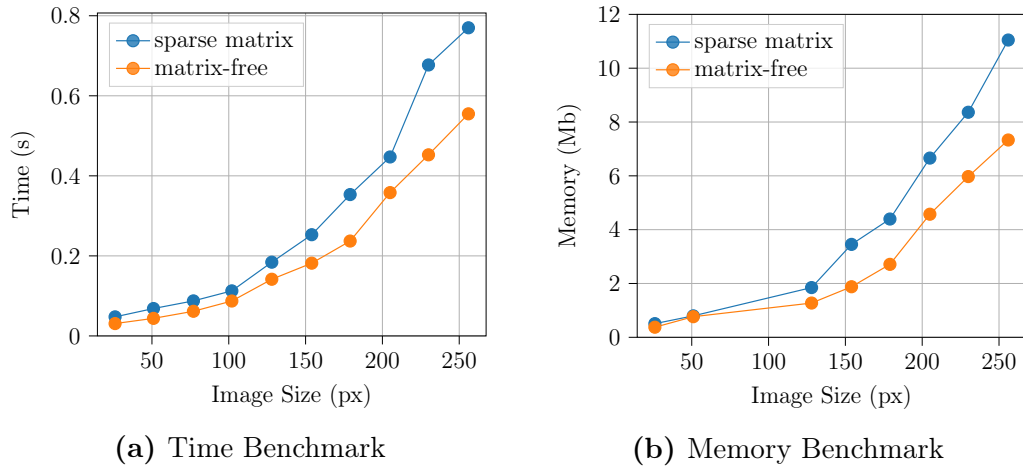 0.8
0.6
0.4
0.2
0
Time (s)
sparse matrix
matrix-free
50
100
150
200
250
Image Size (px)
(a) Time Benchmark
12
10
8
6
4
2
0
Memory (Mb)
sparse matrix
matrix-free
50
100
150
200
250
Image Size (px)
(b) Memory Benchmark